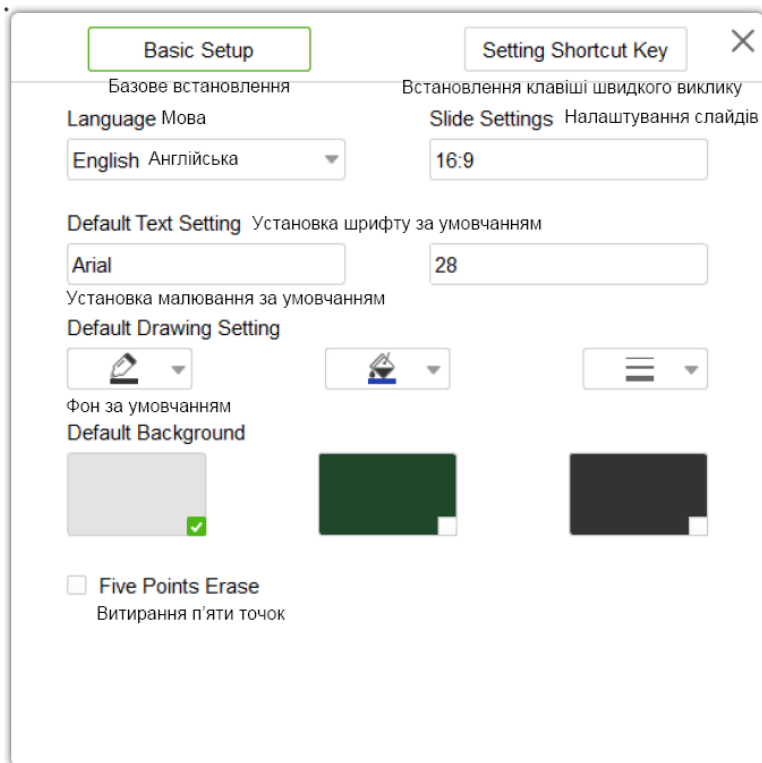 Basic Setup Setting Shortcut Key
Базове встановлення Встановлення клавіші швидкого виклику
Language Мова Slide Settings Налаштування слайдів
English Англійська 16:9
Default Text Setting Установка шрифту за умовчанням
Arial 28
Установка малювання за умовчанням
Default Drawing Setting
Фон за умовчанням
Default Background
Five Points Erase
Витирання п’яти точок